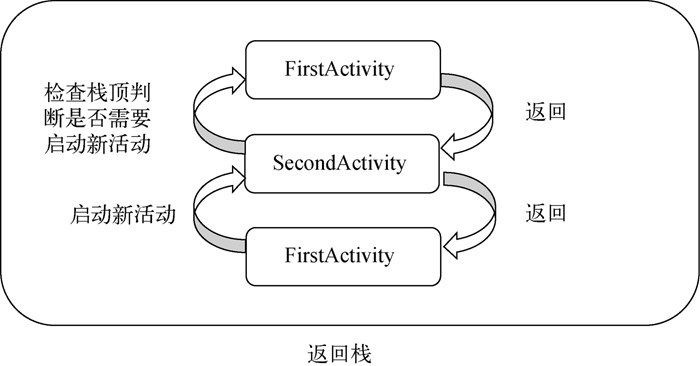 FirstActivity
检查栈顶判
断是否需要
启动新活动
返回
SecondActivity
启动新活动
返回
FirstActivity
返回栈